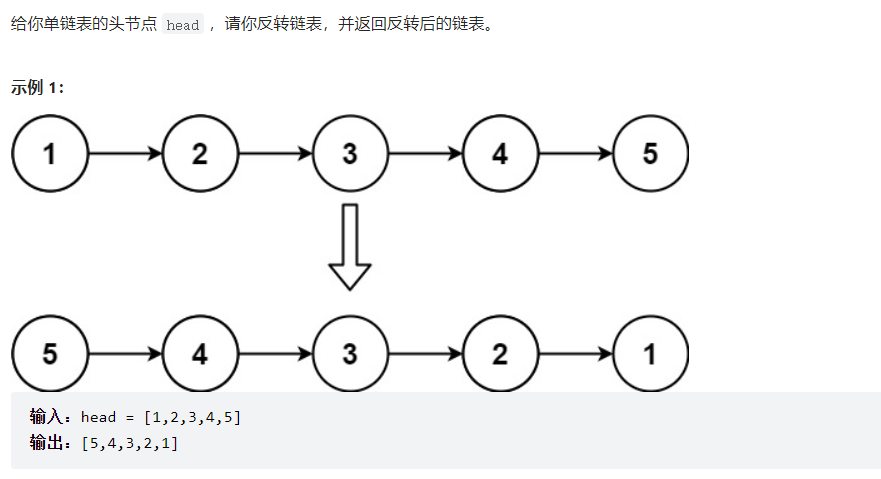 给你单链表的头节点 head ，请你反转链表，并返回反转后的链表。
示例 1：
1 2 3 4 5
5 4 3 2 1
输入：head = [1,2,3,4,5]
输出：[5,4,3,2,1]